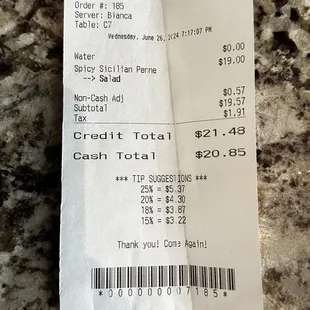 Order #: 185
Server: Bianca
Table: C7
Wednesday, June 26, 2024 7:17:07 PM
Water $0.00
Spicy Sicilian Penne $19.00
--> Salad
Non-Cash Adj $0.57
Subtotal $19.57
Tax $1.91
Credit Total $21.48
Cash Total $20.85
*** TIP SUGGESTIONS ***
25% = $5.37
20% = $4.30
18% = $3.87
15% = $3.22
Thank you! Come Again!
*0000000007185*